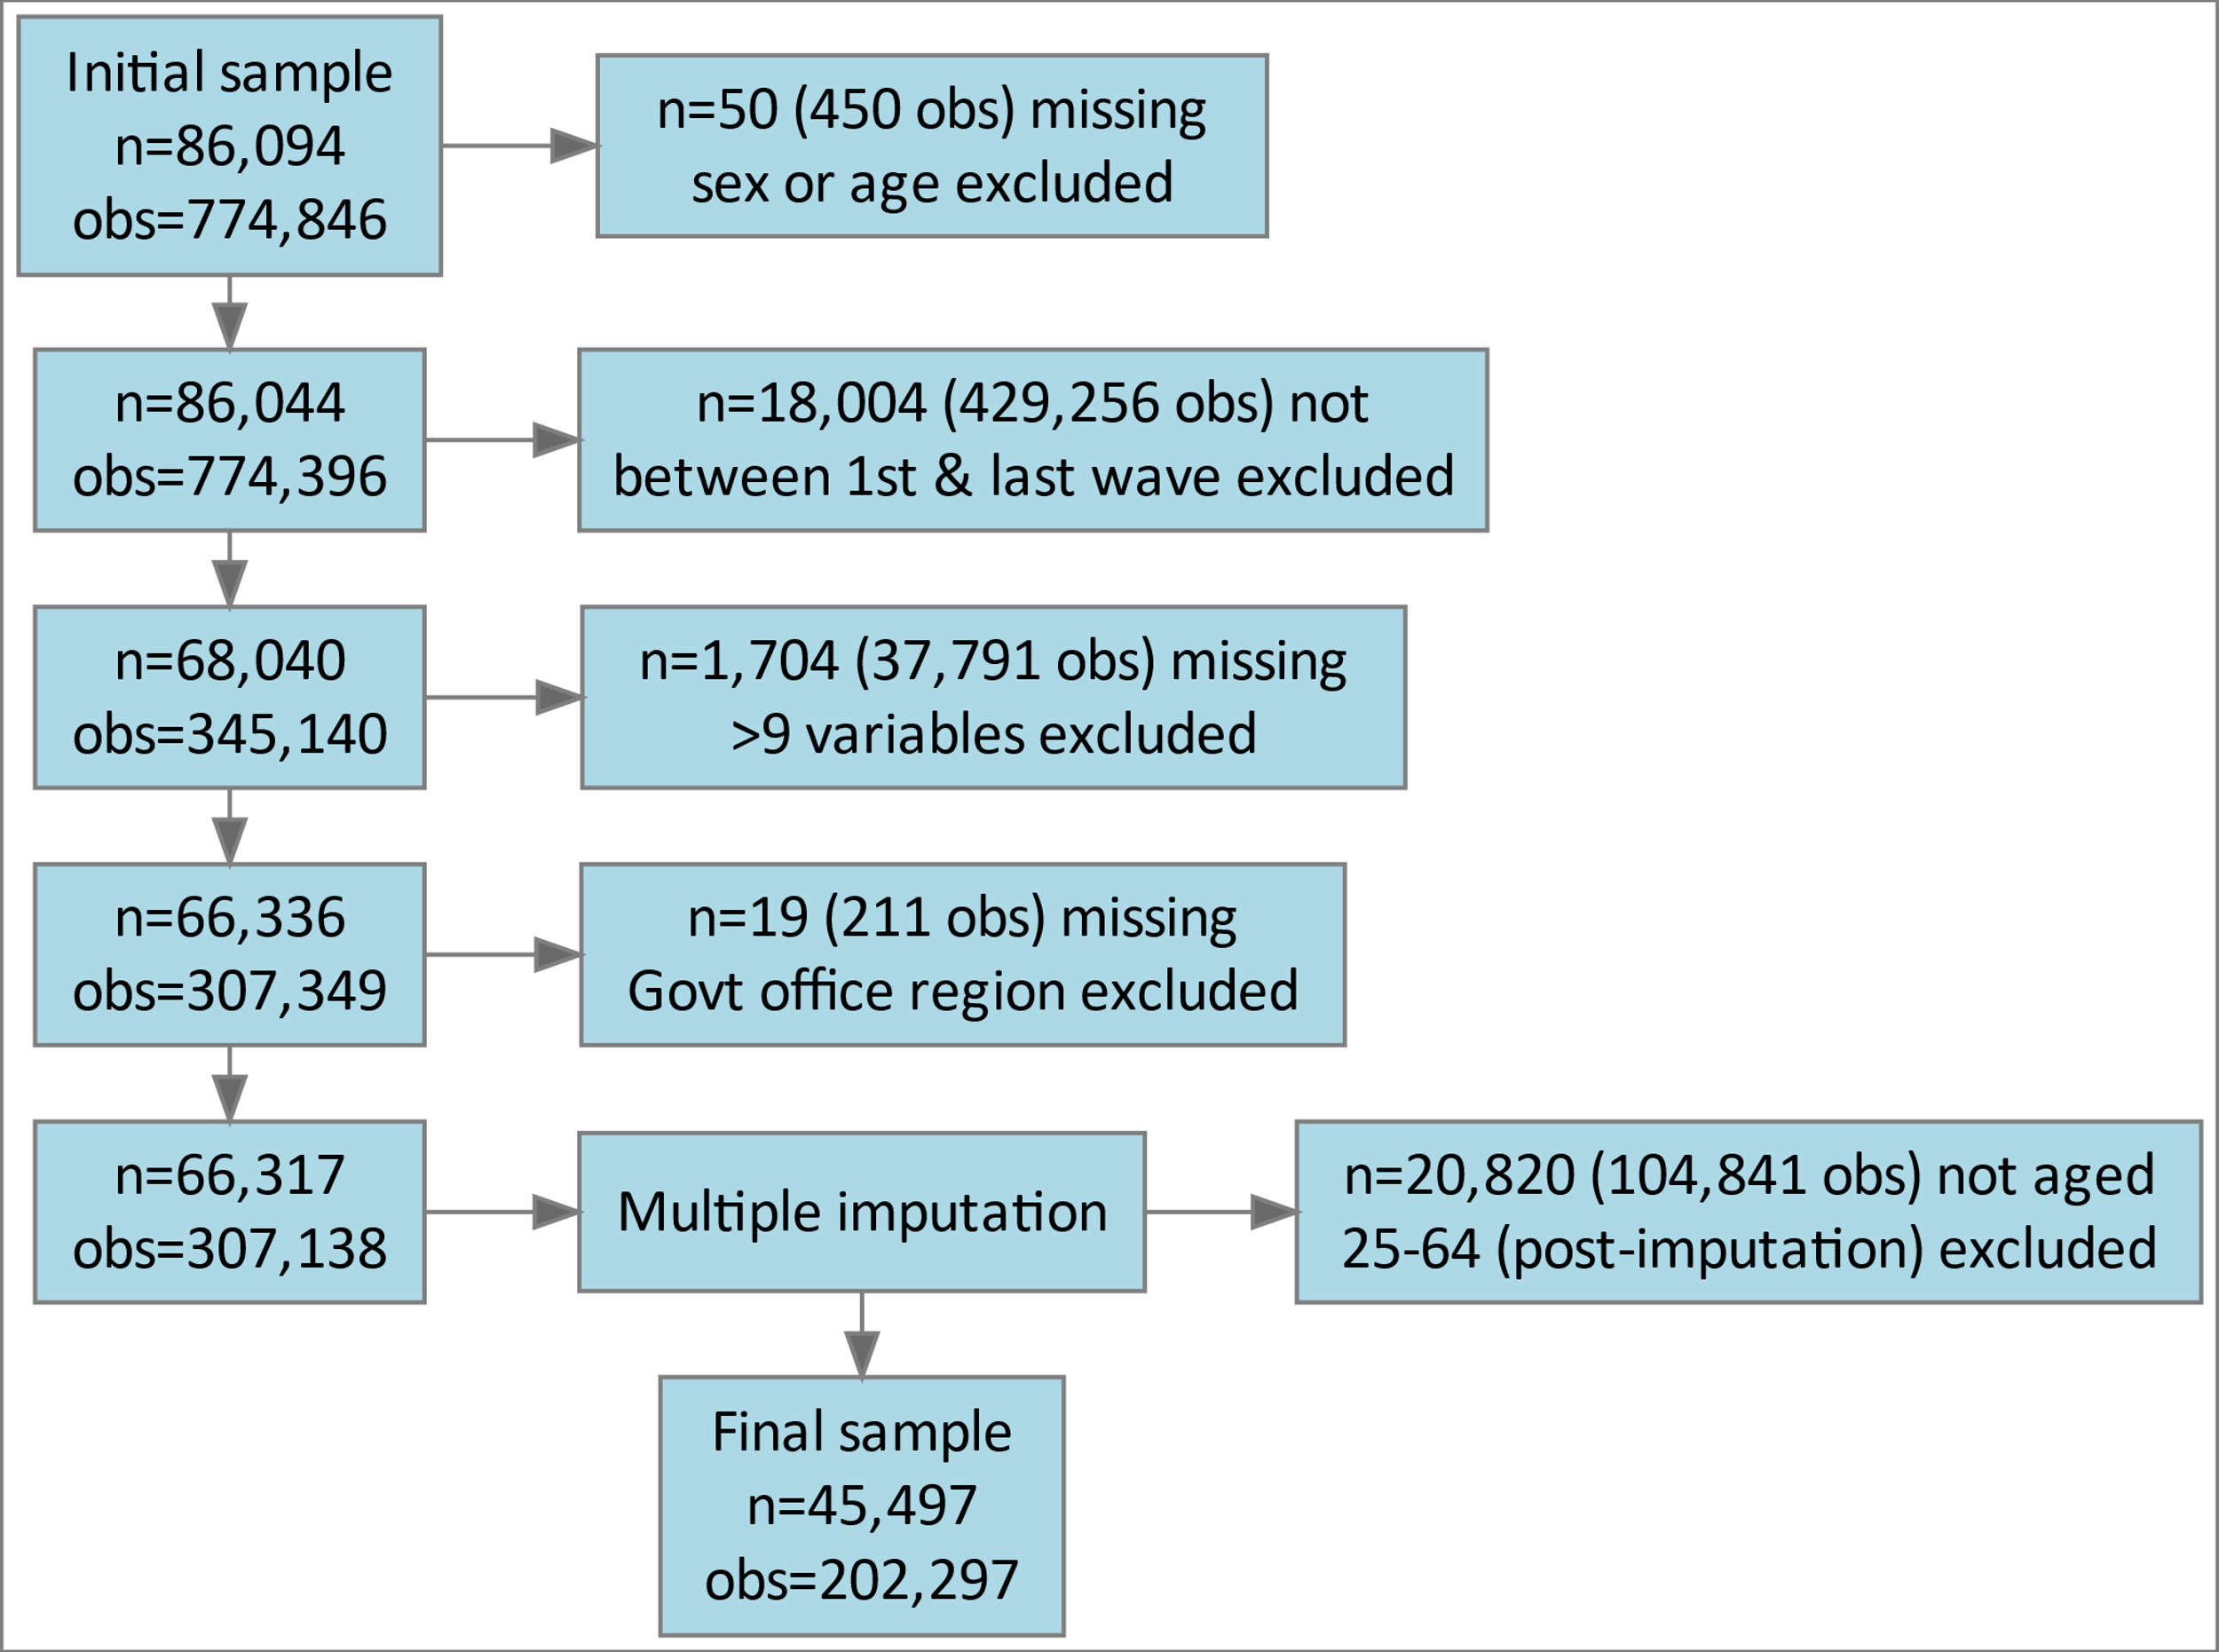 Initial sample
n=86,094
obs=774,846
n=50 (450 obs) missing
sex or age excluded
n=86,044
obs=774,396
n=18,004 (429,256 obs) not
between 1st & last wave excluded
n=68,040
obs=345,140
n=1,704 (37,791 obs) missing
>9 variables excluded
n=66,336
obs=307,349
n=19 (211 obs) missing
Govt office region excluded
n=66,317
obs=307,138
Multiple imputation
n=20,820 (104,841 obs) not aged
25-64 (post-imputation) excluded
Final sample
n=45,497
obs=202,297